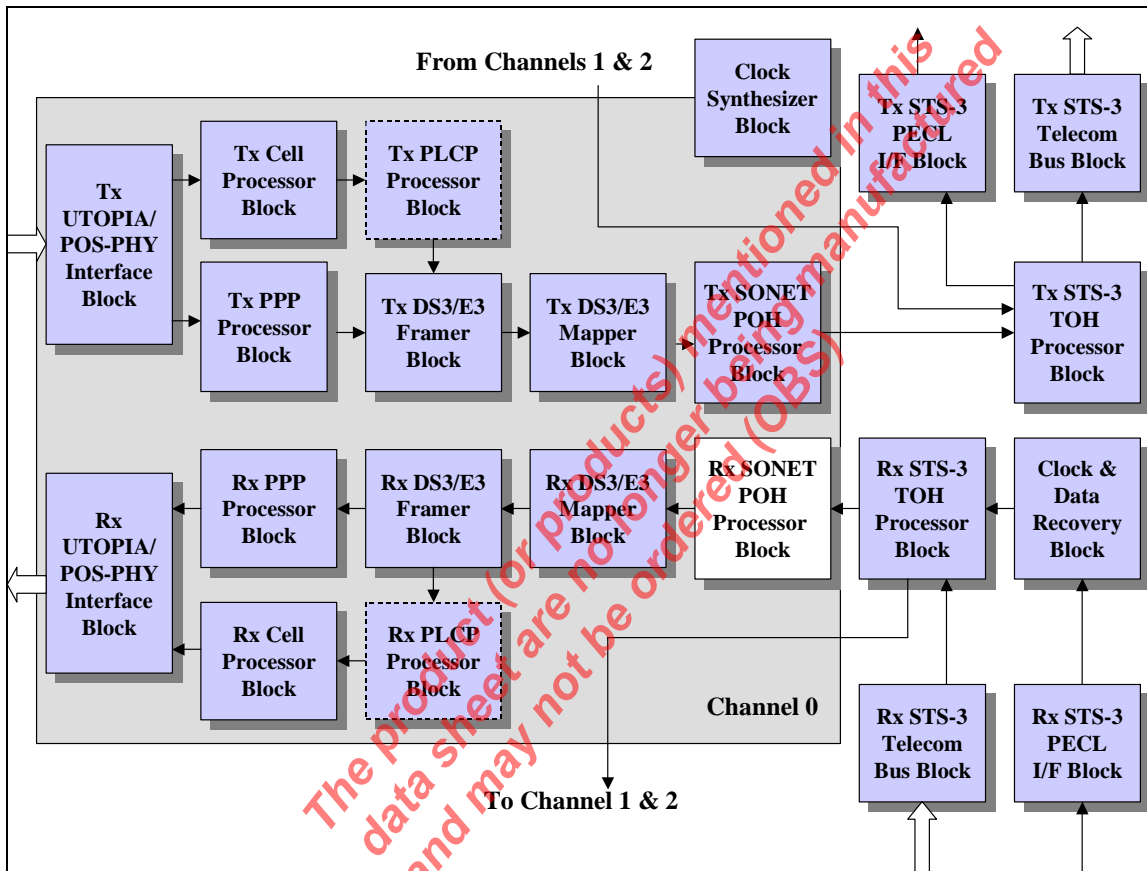 From Channels 1 & 2
Clock
Synthesizer
Block
Tx STS-3
PECL
I/F Block
Tx STS-3
Telecom
Bus Block
Tx
UTOPIA/
POS-PHY
Interface
Block
Tx Cell
Processor
Block
Tx PLCP
Processor
Block
Tx PPP
Processor
Block
Tx DS3/E3
Framer
Block
Tx DS3/E3
Mapper
Block
Tx SONET
POH
Processor
Block
Tx STS-3
TOH
Processor
Block
Rx
UTOPIA/
POS-PHY
Interface
Block
Rx PPP
Processor
Block
Rx DS3/E3
Framer
Block
Rx DS3/E3
Mapper
Block
Rx SONET
POH
Processor
Block
Rx STS-3
TOH
Processor
Block
Clock &
Data
Recovery
Block
Rx Cell
Processor
Block
Rx PLCP
Processor
Block
Channel 0
Rx STS-3
Telecom
Bus Block
Rx STS-3
PECL
I/F Block
To Channel 1 & 2
The product (or products) mentioned in this
data sheet are no longer being manufactured
and may not be ordered (OBS)